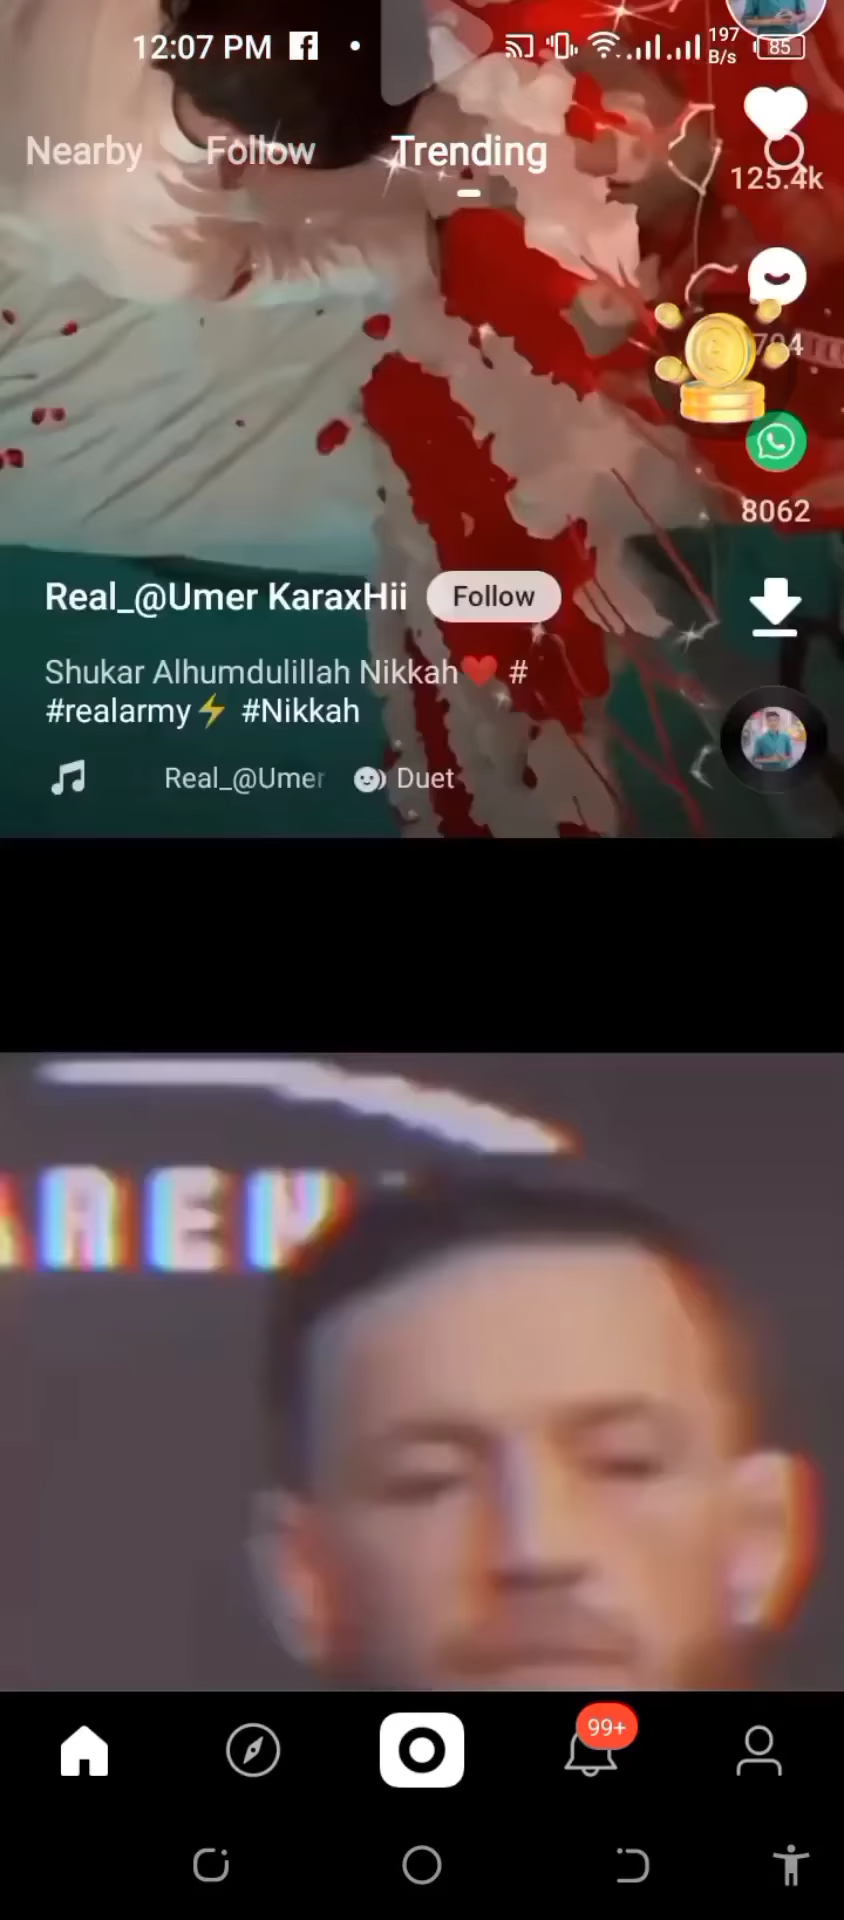 12:07 PM
197
B/s
85
Nearby Follow Trending
125.4k
8062
Real_@Umer KaraxHii Follow
Shukar Alhumdulillah Nikkah❤️ #
#realarmy⚡ #Nikkah
Real_@Umer Duet
99+